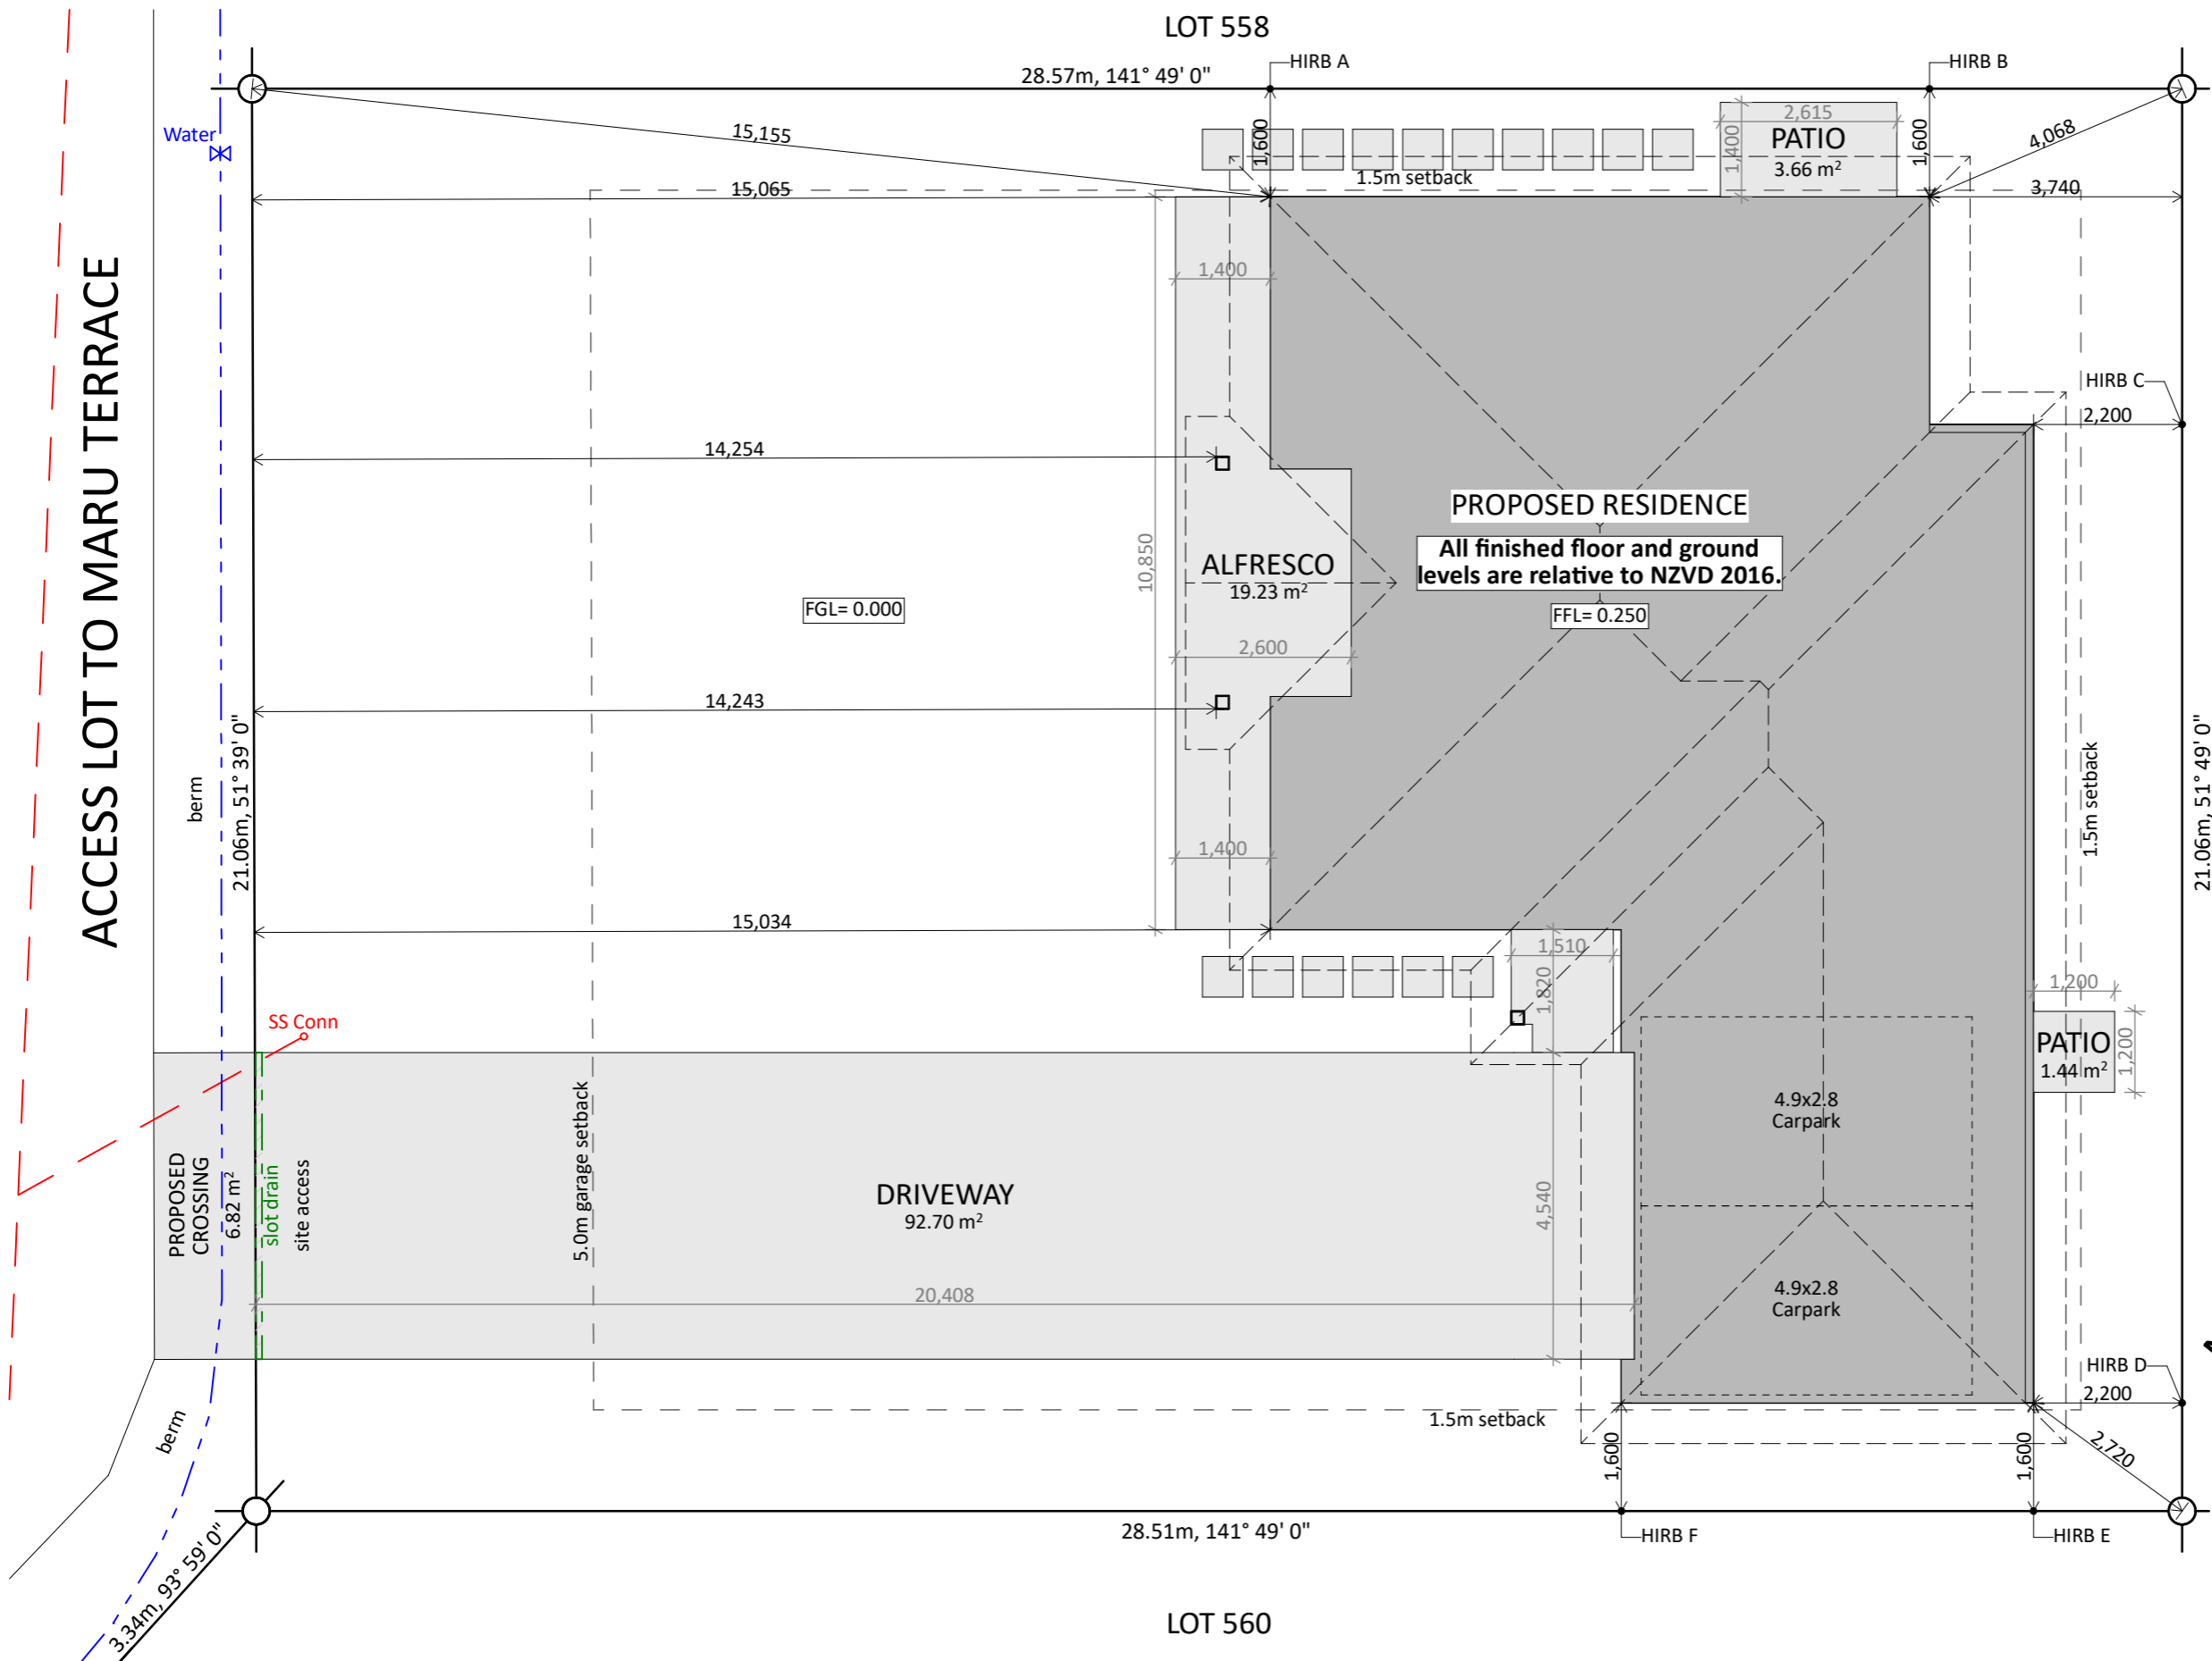 LOT 558
28.57m, 141° 49' 0"
HIRB A
HIRB B
Water
15,155
1,600
2,615
1,400
PATIO
3.66 m²
1,600
4,068
15,065
1.5m setback
3,740
1,400
HIRB C
2,200
ACCESS LOT TO MARU TERRACE
14,254
PROPOSED RESIDENCE
All finished floor and ground
levels are relative to NZVD 2016.
FFL= 0.250
10,850
ALFRESCO
19.23 m²
FGL= 0.000
2,600
14,243
21.06m, 51° 39' 0"
berm
1.5m setback
21.06m, 51° 49' 0"
1,400
15,034
1,510
1,820
1,200
SS Conn
PATIO
1.44 m²
1,200
4.9x2.8
Carpark
5.0m garage setback
PROPOSED
CROSSING
6.82 m²
slot drain
site access
DRIVEWAY
92.70 m²
4,540
20,408
4.9x2.8
Carpark
HIRB D
2,200
berm
1.5m setback
1,600
1,600
2,720
28.51m, 141° 49' 0"
HIRB F
HIRB E
3.34m, 93° 59' 0"
LOT 560